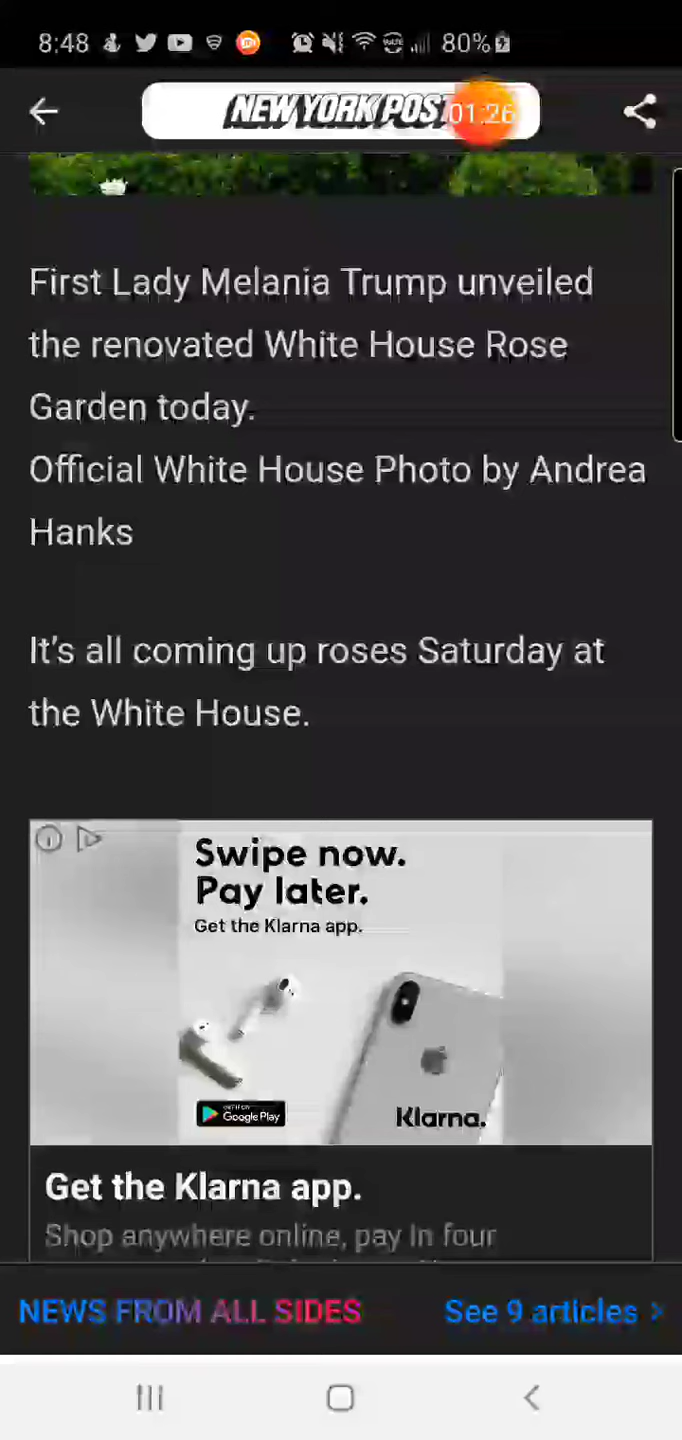 8:48
80%
NEW YORK POST
01:26
First Lady Melania Trump unveiled
the renovated White House Rose
Garden today.
Official White House Photo by Andrea
Hanks
It's all coming up roses Saturday at
the White House.
Swipe now.
Pay later.
Get the Klarna app.
GET IT ON
Google Play
Klarna.
Get the Klarna app.
Shop anywhere online, pay in four
NEWS FROM ALL SIDES
See 9 articles >